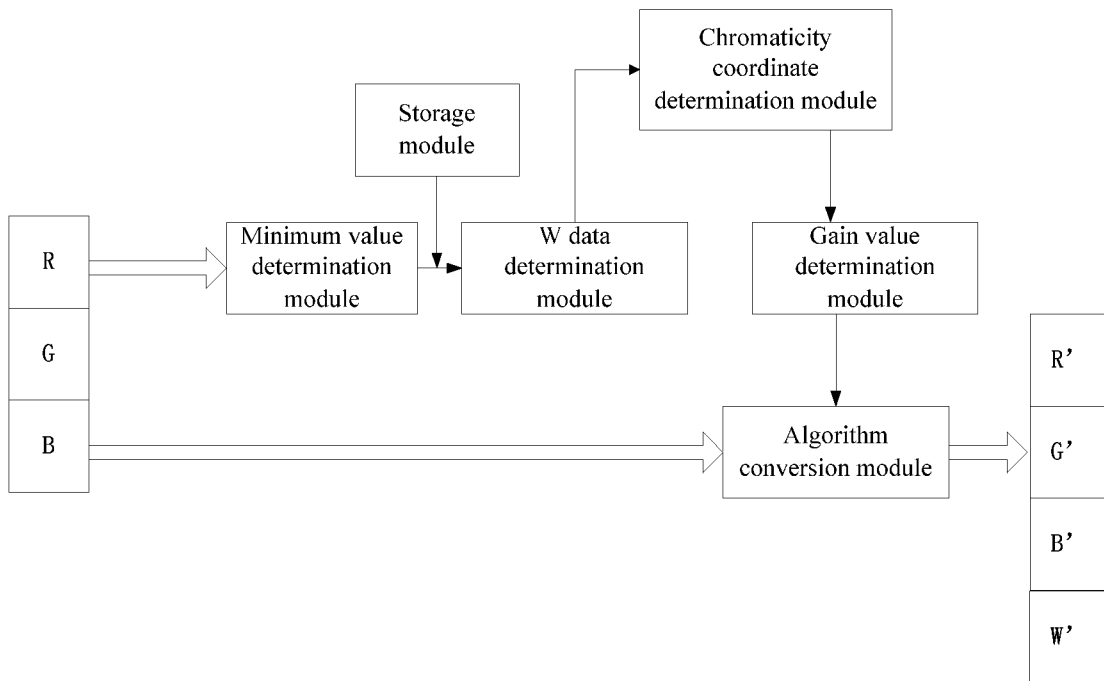 Chromaticity
coordinate
determination module
Storage
module
R
G
B
Minimum value
determination
module
W data
determination
module
Gain value
determination
module
Algorithm
conversion module
R’
G’
B’
W’